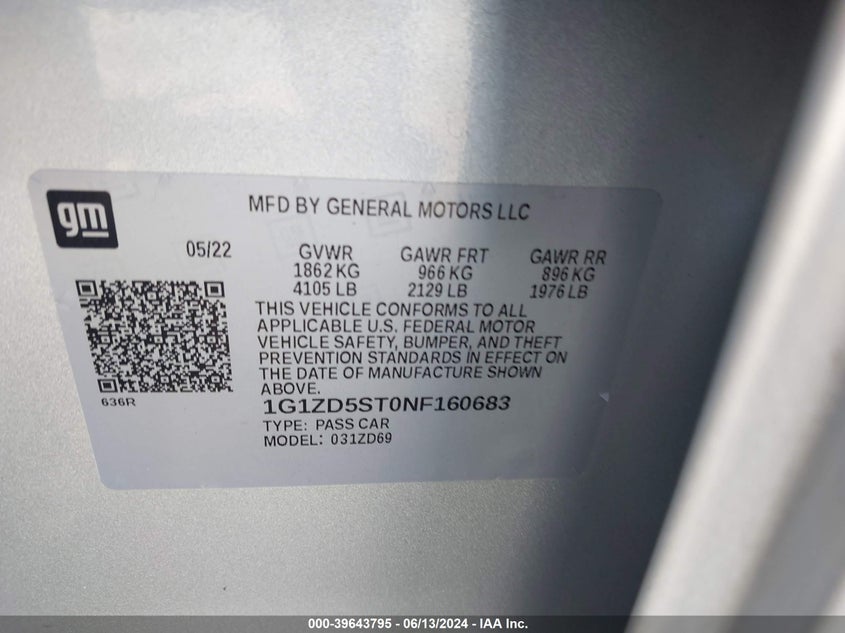 gm
MFD BY GENERAL MOTORS LLC
05/22 GVWR GAWR FRT GAWR RR
1862 KG 966 KG 896 KG
4105 LB 2129 LB 1976 LB
THIS VEHICLE CONFORMS TO ALL
APPLICABLE U.S. FEDERAL MOTOR
VEHICLE SAFETY, BUMPER, AND THEFT
PREVENTION STANDARDS IN EFFECT ON
THE DATE OF MANUFACTURE SHOWN
ABOVE.
636R
1G1ZD5ST0NF160683
TYPE: PASS CAR
MODEL: 031ZD69
000-39643795 - 06/13/2024 - IAA Inc.